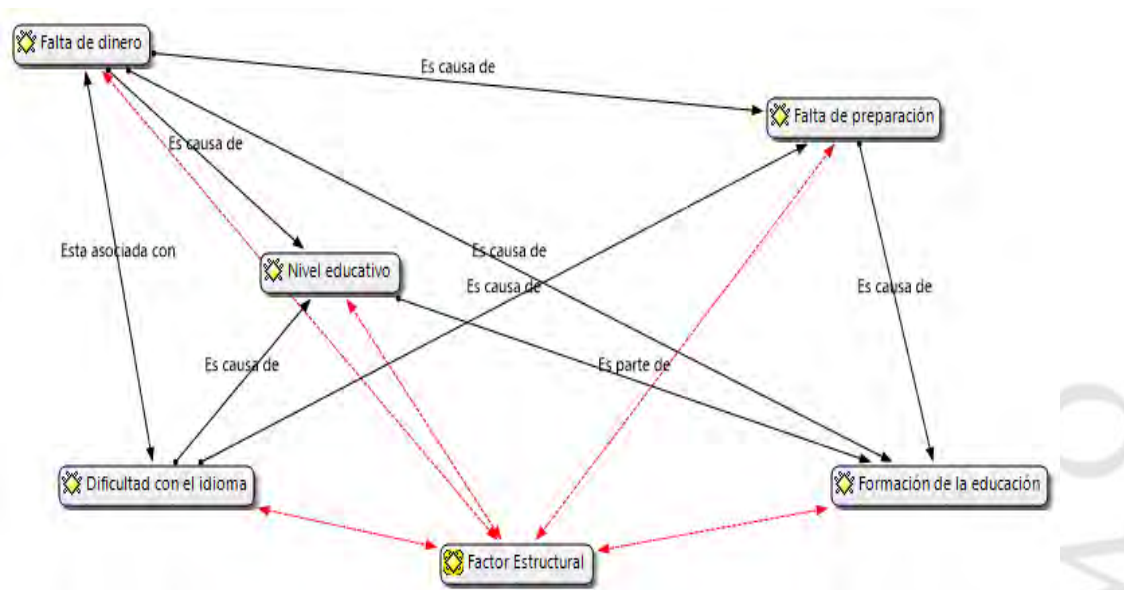 Falta de dinero
Es causa de
Falta de preparación
Es causa de
Esta asociada con
Es causa de
Nivel educativo
Es causa de
Es causa de
Es causa de
Es parte de
Dificultad con el idioma
Formación de la educación
Factor Estructural